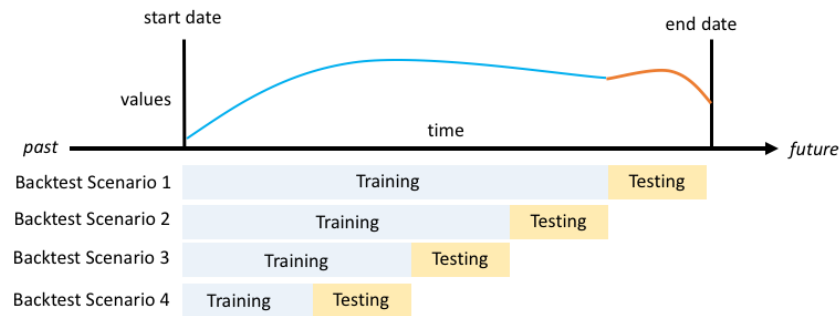 start date
end date
values
time
past
future
Backtest Scenario 1 Training Testing
Backtest Scenario 2 Training Testing
Backtest Scenario 3 Training Testing
Backtest Scenario 4 Training Testing